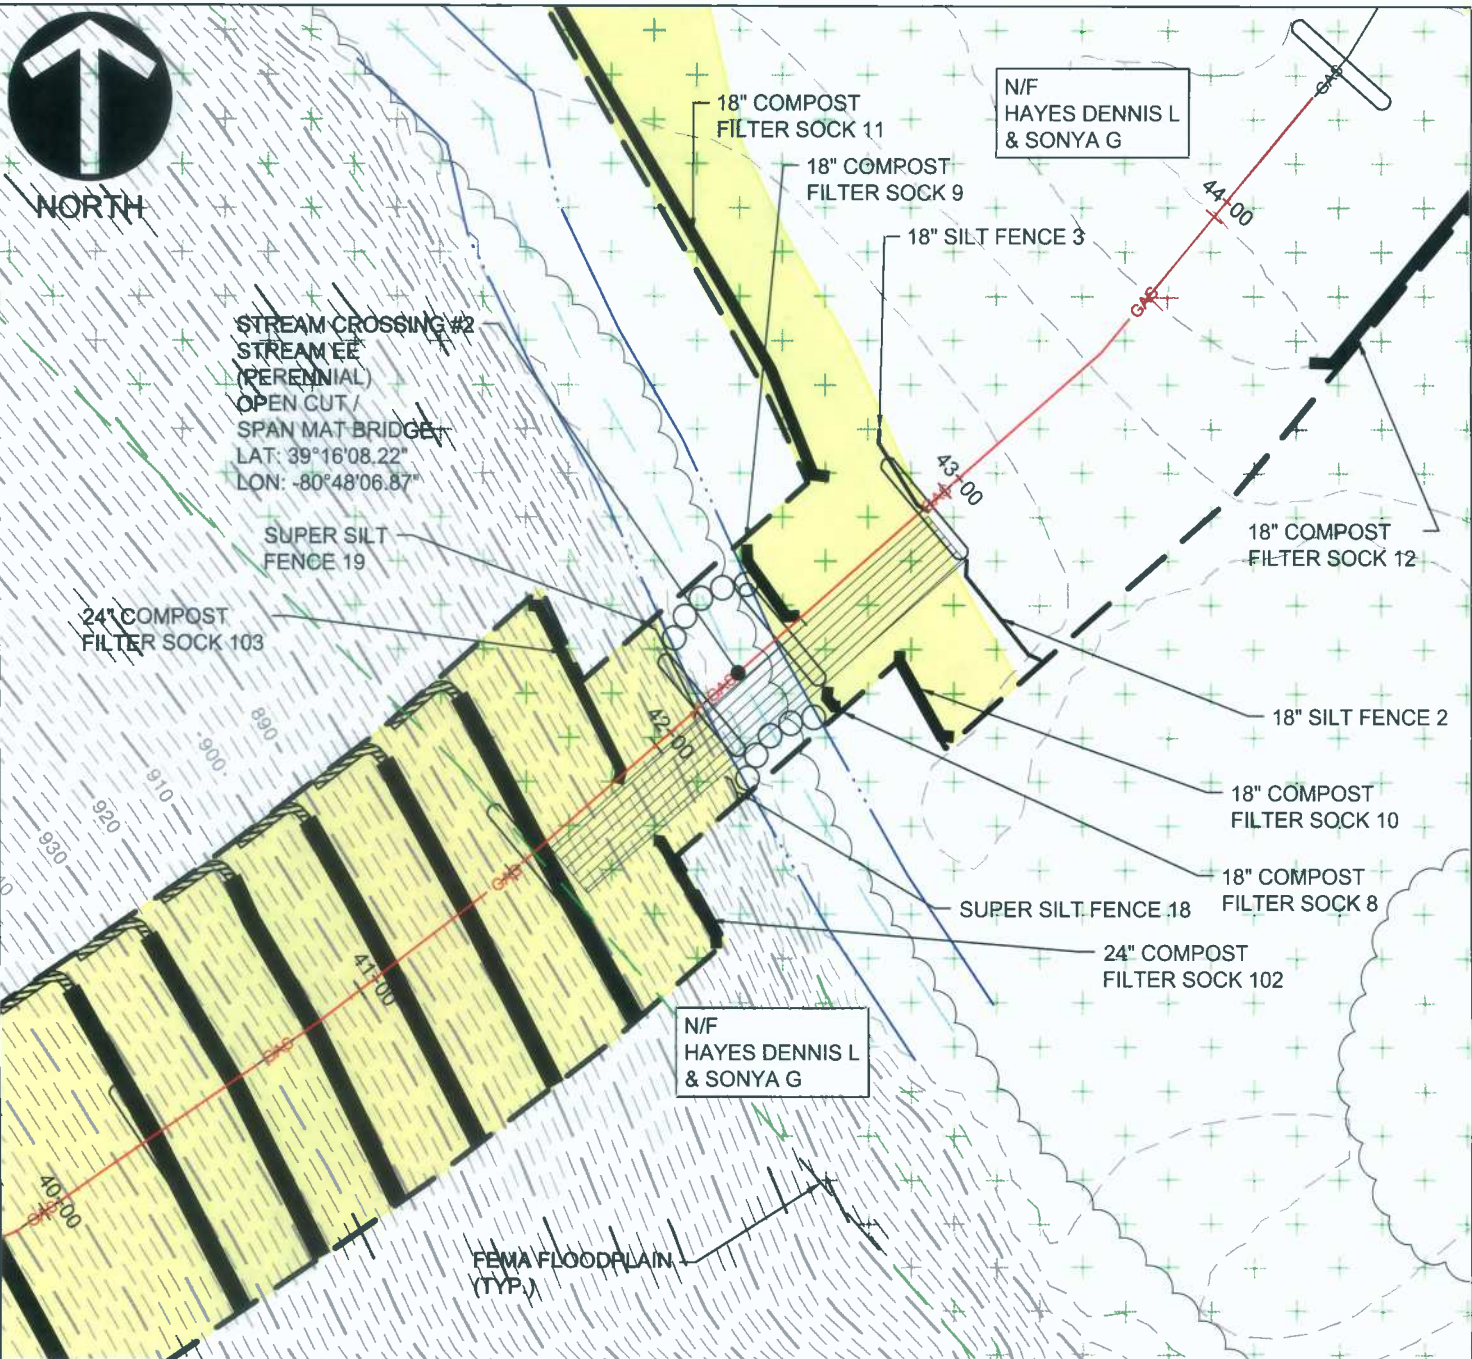 NORTH
18" COMPOST
FILTER SOCK 11
18" COMPOST
FILTER SOCK 9
N/F
HAYES DENNIS L
& SONYA G
GAS
44+00
18" SILT FENCE 3
GAS
STREAM CROSSING #2
STREAM EE
(PERENNIAL)
OPEN CUT /
SPAN MAT BRIDGE
LAT: 39°16'08.22"
LON: -80°48'06.87"
43+00
GAS
SUPER SILT
FENCE 19
18" COMPOST
FILTER SOCK 12
24" COMPOST
FILTER SOCK 103
GAS
42+00
18" SILT FENCE 2
890
900
910
920
930
18" COMPOST
FILTER SOCK 10
18" COMPOST
FILTER SOCK 8
GAS
SUPER SILT FENCE 18
24" COMPOST
FILTER SOCK 102
41+00
GAS
N/F
HAYES DENNIS L
& SONYA G
40+00
GAS
FEMA FLOODPLAIN
(TYP.)